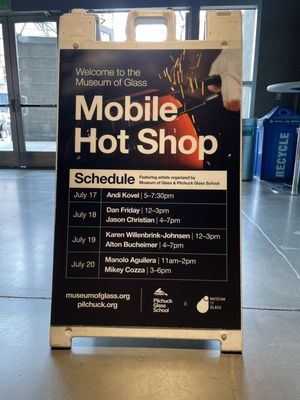 Welcome to the
Museum of Glass
Mobile
Hot Shop
Schedule
Featuring artists organized by
Museum of Glass & Pilchuck Glass School
July 17 Andi Kovel | 5–7:30pm
July 18 Dan Friday | 12–3pm
Jason Christian | 4–7pm
July 19 Karen Willenbrink-Johnsen | 12–3pm
Alton Bucheimer | 4–7pm
July 20 Manolo Aguilera | 11am–2pm
Mikey Cozza | 3–6pm
museumofglass.org
pilchuck.org
Pilchuck
Glass
School
x
MUSEUM
OF
GLASS
RECYCLE